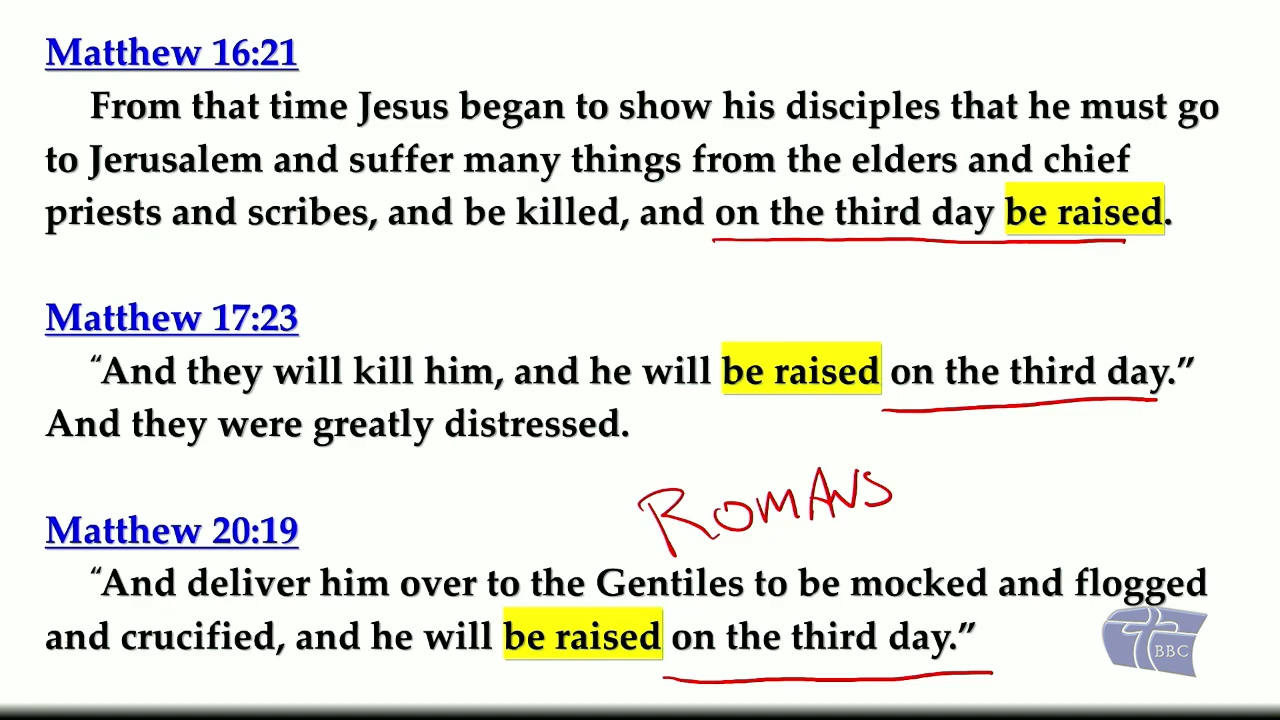 Matthew 16:21
From that time Jesus began to show his disciples that he must go
to Jerusalem and suffer many things from the elders and chief
priests and scribes, and be killed, and on the third day be raised.
Matthew 17:23
“And they will kill him, and he will be raised on the third day.”
And they were greatly distressed.
ROMANS
Matthew 20:19
“And deliver him over to the Gentiles to be mocked and flogged
and crucified, and he will be raised on the third day.”
BBC